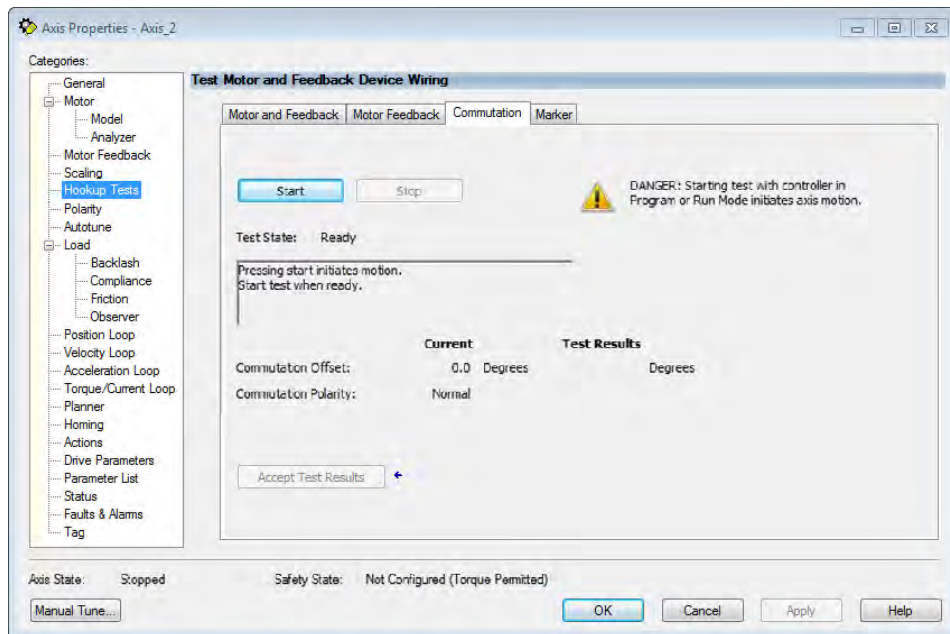 Axis Properties - Axis_2
Categories:
General
Motor
Model
Analyzer
Motor Feedback
Scaling
Hookup Tests
Polarity
Autotune
Load
Backlash
Compliance
Friction
Observer
Position Loop
Velocity Loop
Acceleration Loop
Torque/Current Loop
Planner
Homing
Actions
Drive Parameters
Parameter List
Status
Faults & Alarms
Tag
Test Motor and Feedback Device Wiring
Motor and Feedback Motor Feedback Commutation Marker
Start Stop
DANGER: Starting test with controller in
Program or Run Mode initiates axis motion.
Test State: Ready
Pressing start initiates motion.
Start test when ready.
Current Test Results
Commutation Offset: 0.0 Degrees Degrees
Commutation Polarity: Normal
Accept Test Results
Axis State: Stopped Safety State: Not Configured (Torque Permitted)
Manual Tune... OK Cancel Apply Help